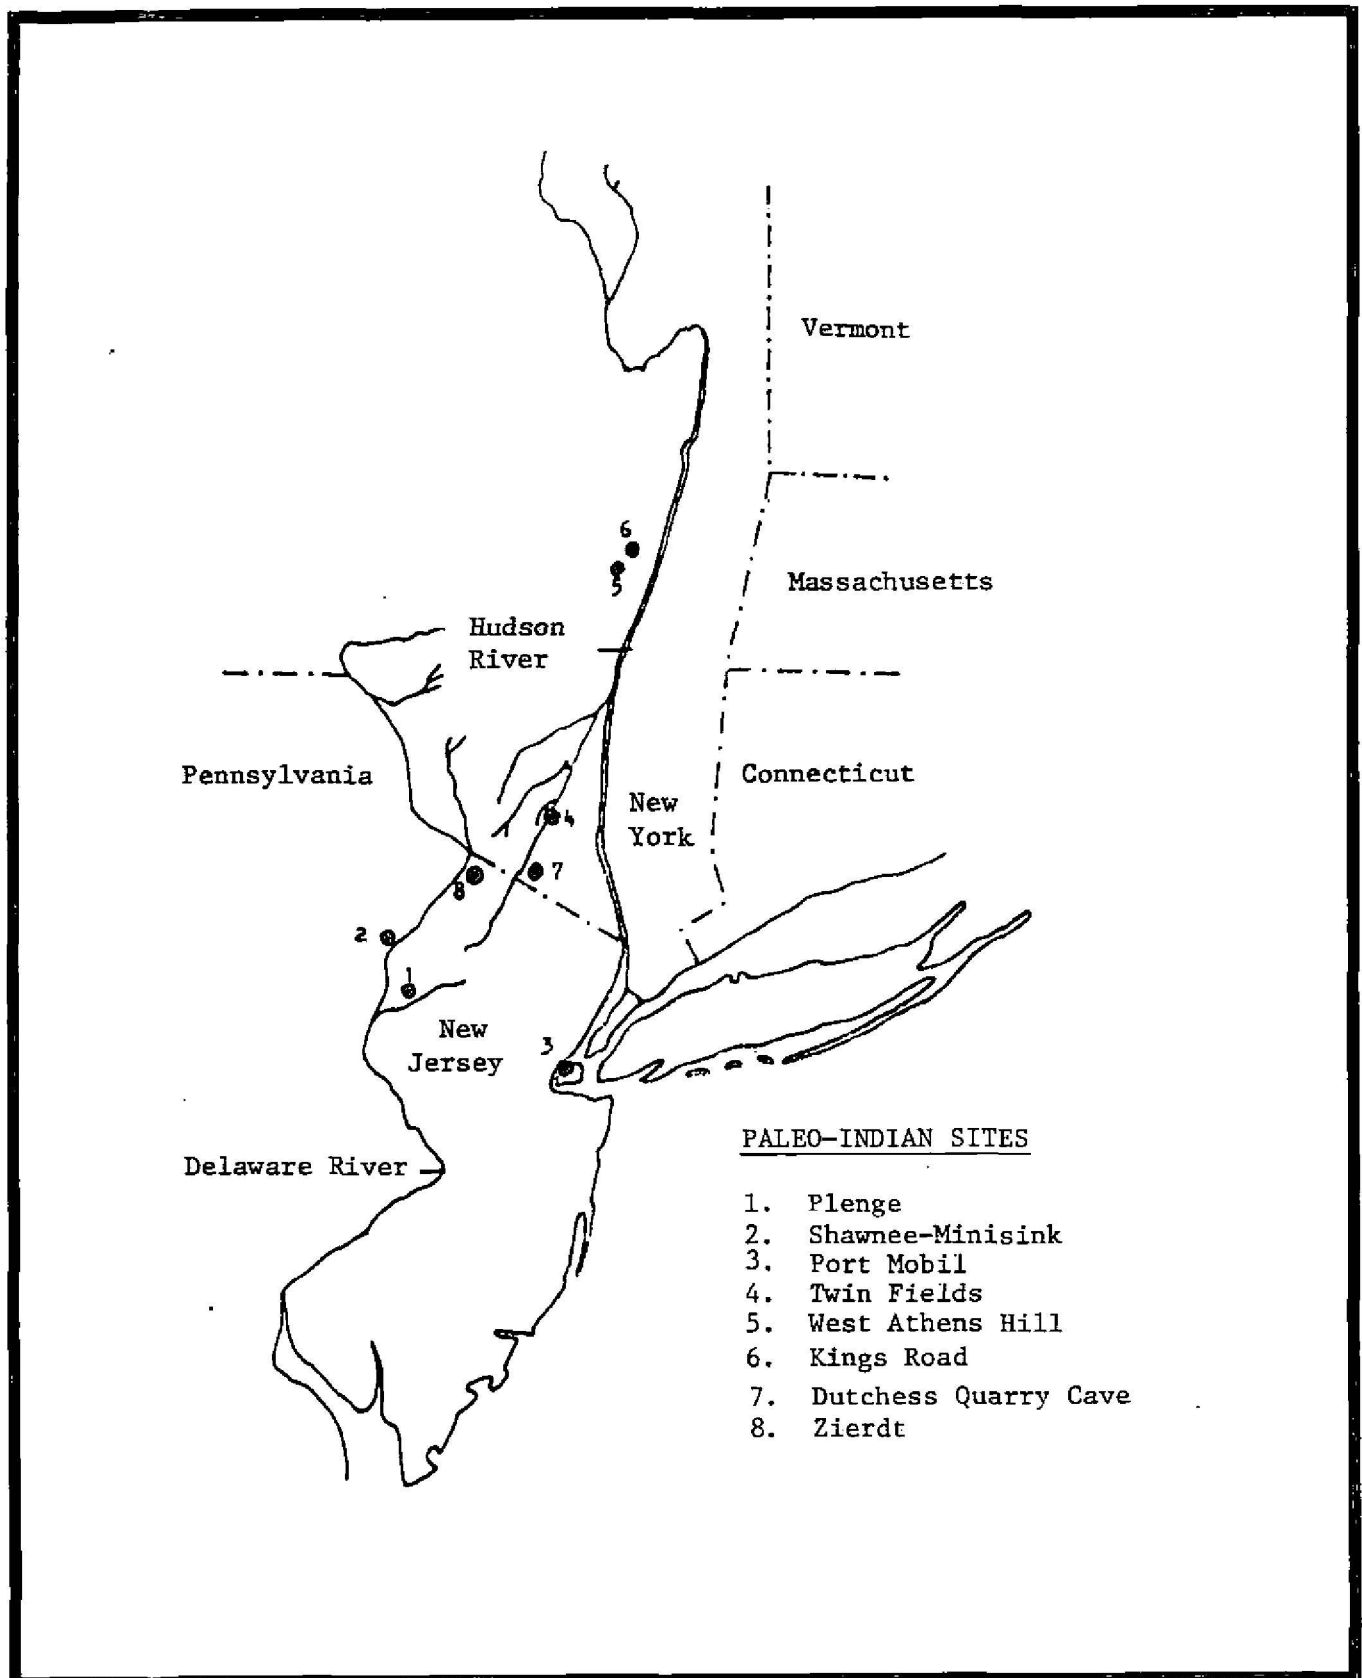 Vermont
6
5
Massachusetts
Hudson
River
Pennsylvania
Connecticut
New
York
4
7
8
2
1
New
Jersey
3
Delaware River
PALEO-INDIAN SITES
1. Plenge
2. Shawnee-Minisink
3. Port Mobil
4. Twin Fields
5. West Athens Hill
6. Kings Road
7. Dutchess Quarry Cave
8. Zierdt